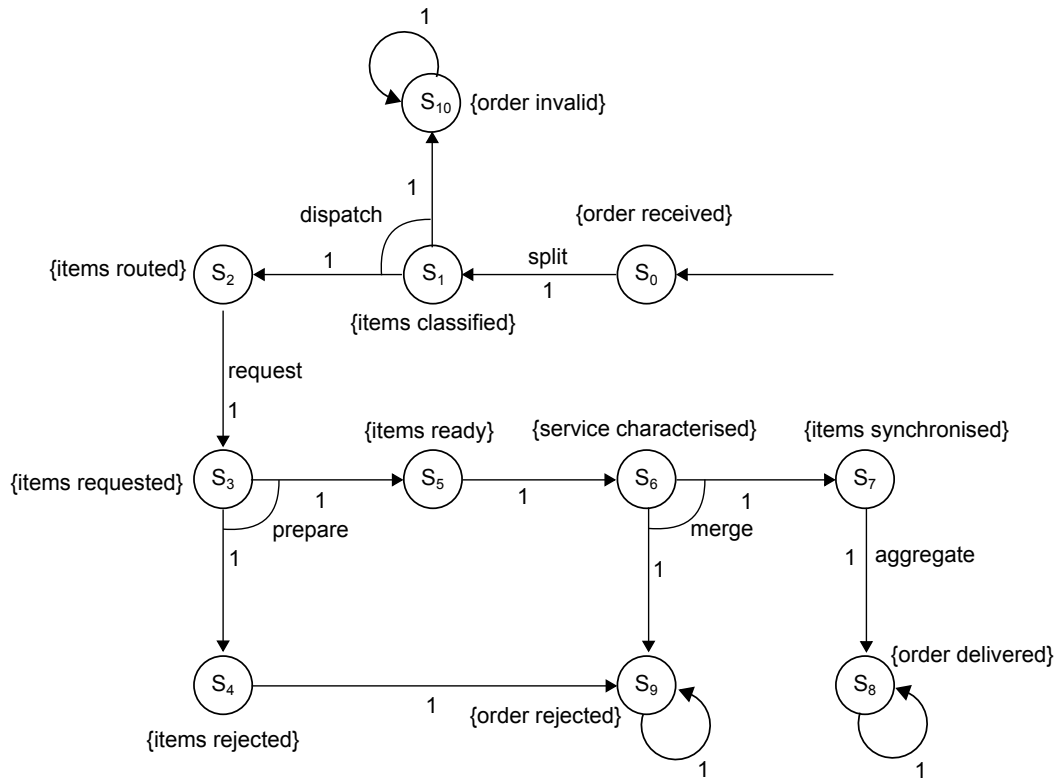 1
S10 {order invalid}
1
dispatch
{order received}
{items routed} S2
1
S1
split
1
S0
{items classified}
request
1
{items ready}
{service characterised}
{items synchronised}
{items requested} S3
1
S5
1
S6
1
S7
prepare
merge
1
1
1 aggregate
S4
1
S9
S8
{order delivered}
{order rejected}
{items rejected}
1
1